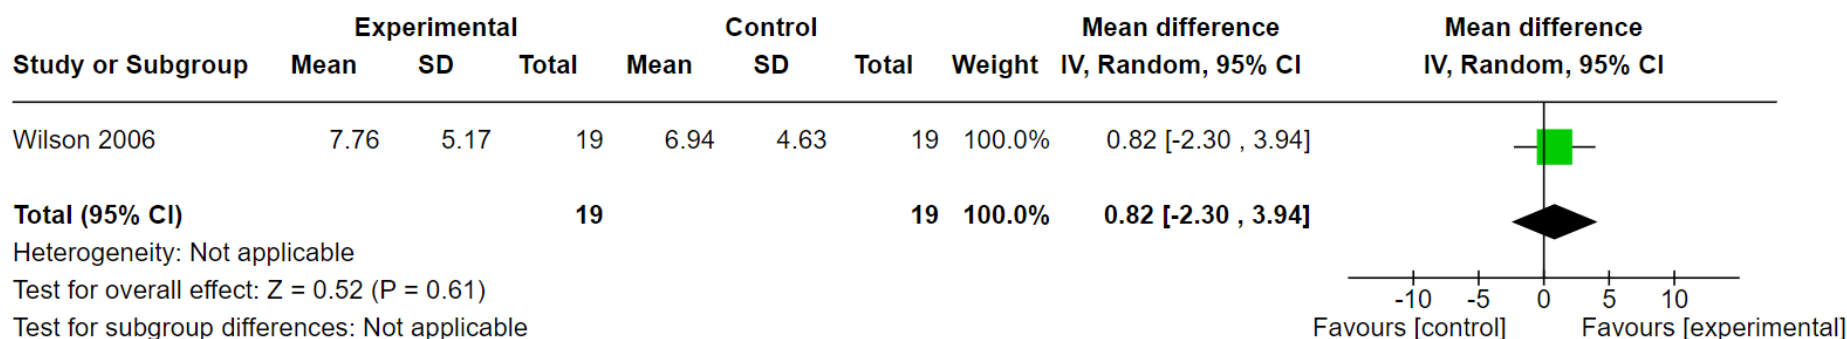 Experimental Control Mean difference Mean difference
Study or Subgroup Mean SD Total Mean SD Total Weight IV, Random, 95% CI IV, Random, 95% CI
Wilson 2006 7.76 5.17 19 6.94 4.63 19 100.0% 0.82 [-2.30 , 3.94]
Total (95% CI) 19 19 100.0% 0.82 [-2.30 , 3.94]
Heterogeneity: Not applicable
Test for overall effect: Z = 0.52 (P = 0.61)
-10 -5 0 5 10
Test for subgroup differences: Not applicable Favours [control] Favours [experimental]